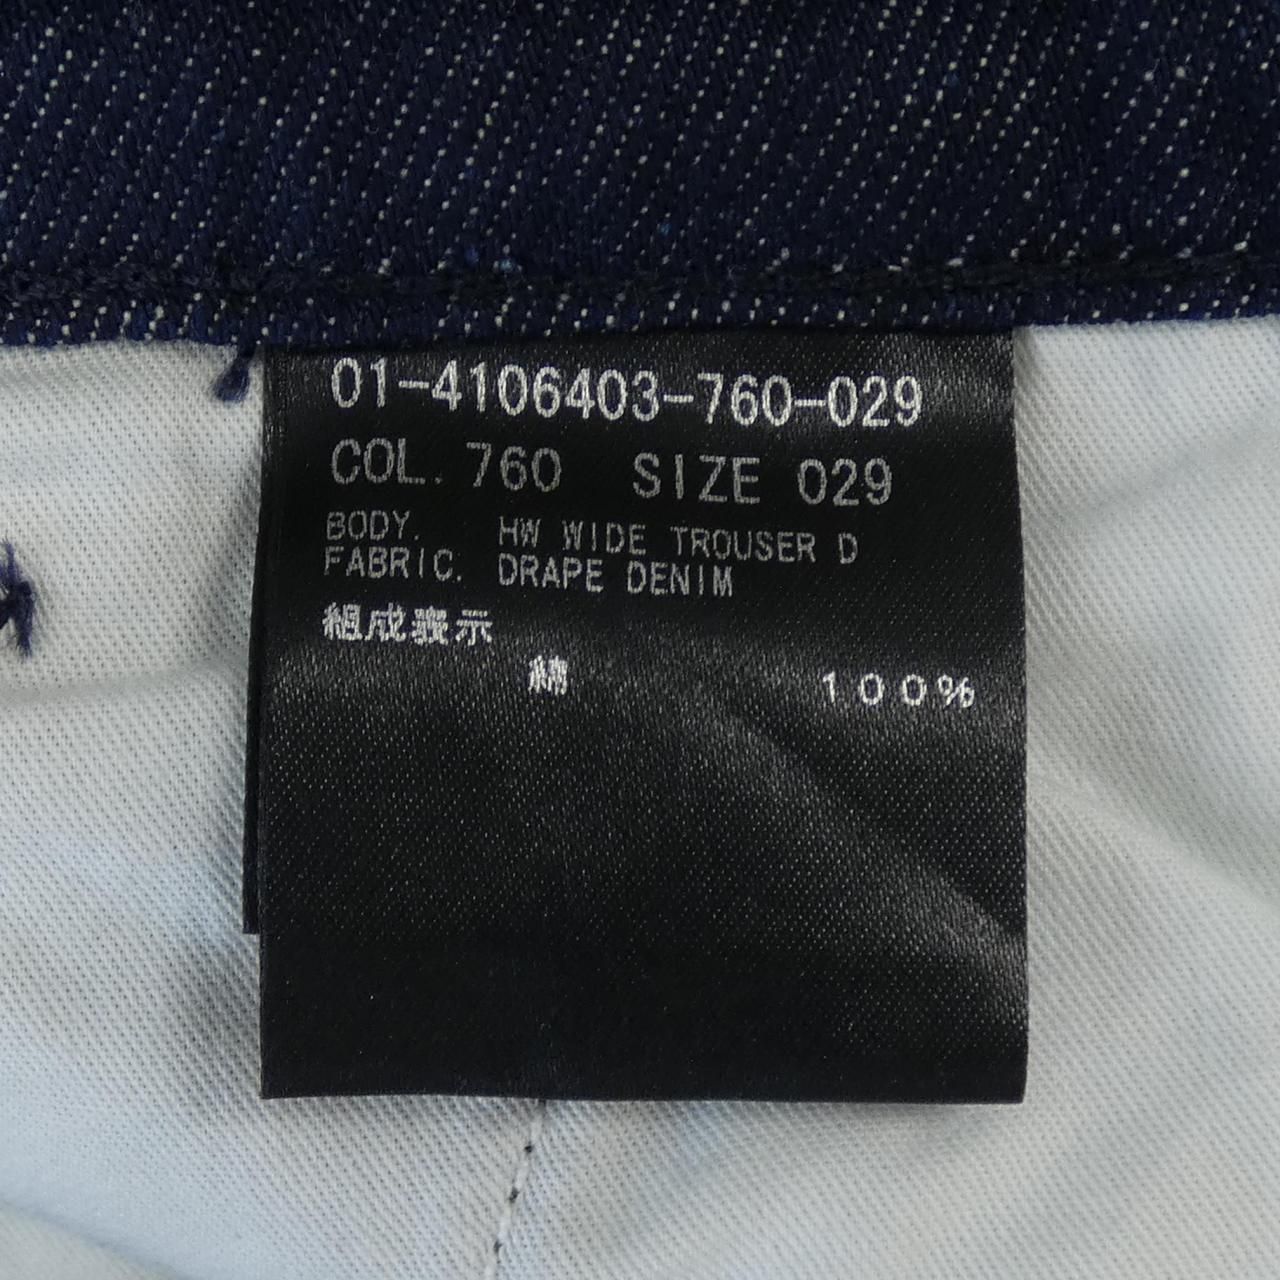 01-4106403-760-029
COL. 760 SIZE 029
BODY. HW WIDE TROUSER D
FABRIC. DRAPE DENIM
組成表示
綿 100%